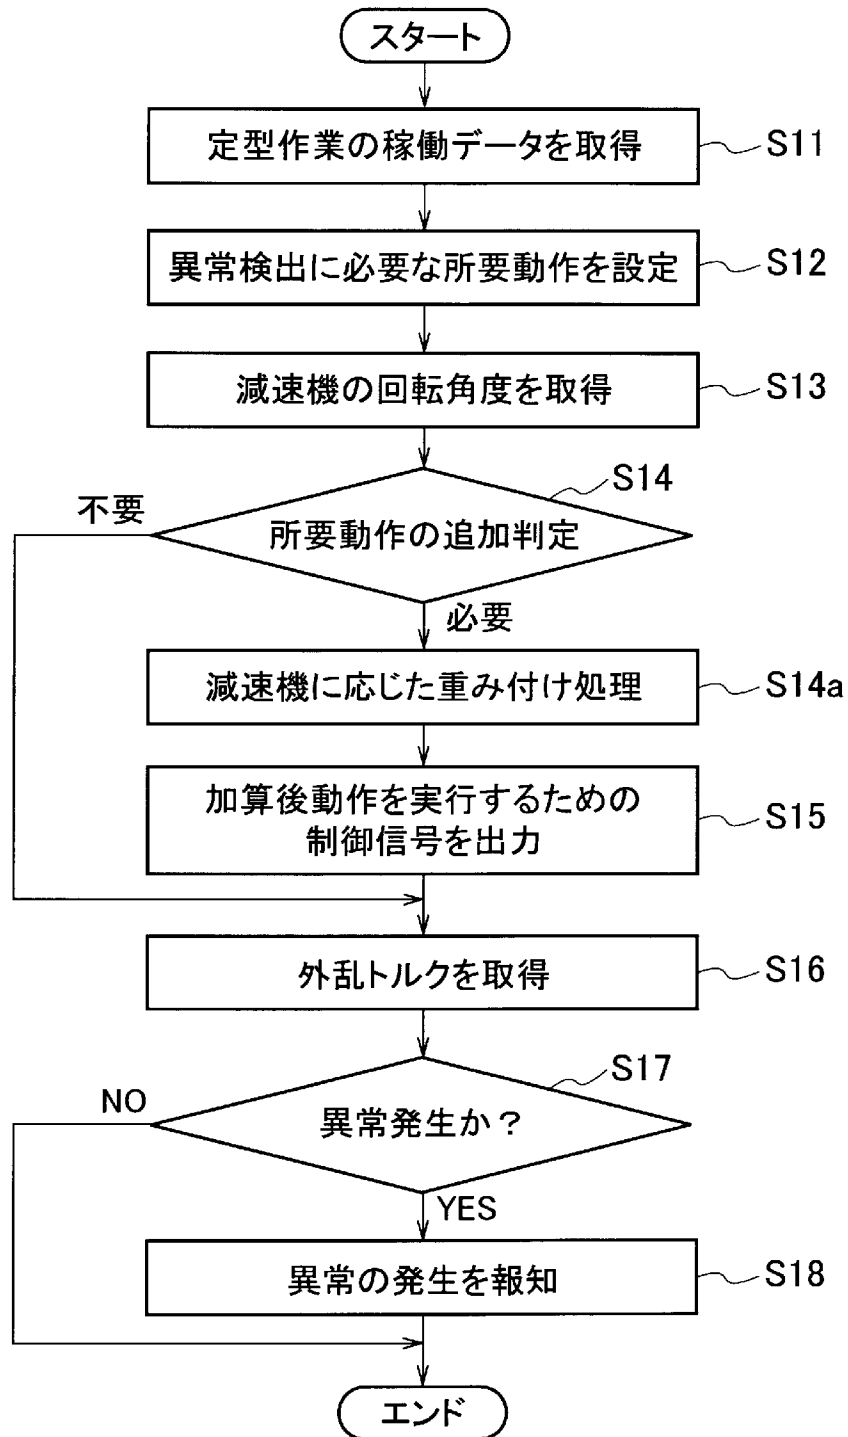 スタート
定型作業の稼働データを取得
S11
異常検出に必要な所要動作を設定
S12
減速機の回転角度を取得
S13
S14
不要
所要動作の追加判定
必要
減速機に応じた重み付け処理
S14a
加算後動作を実行するための
制御信号を出力
S15
外乱トルクを取得
S16
S17
NO
異常発生か？
YES
異常の発生を報知
S18
エンド